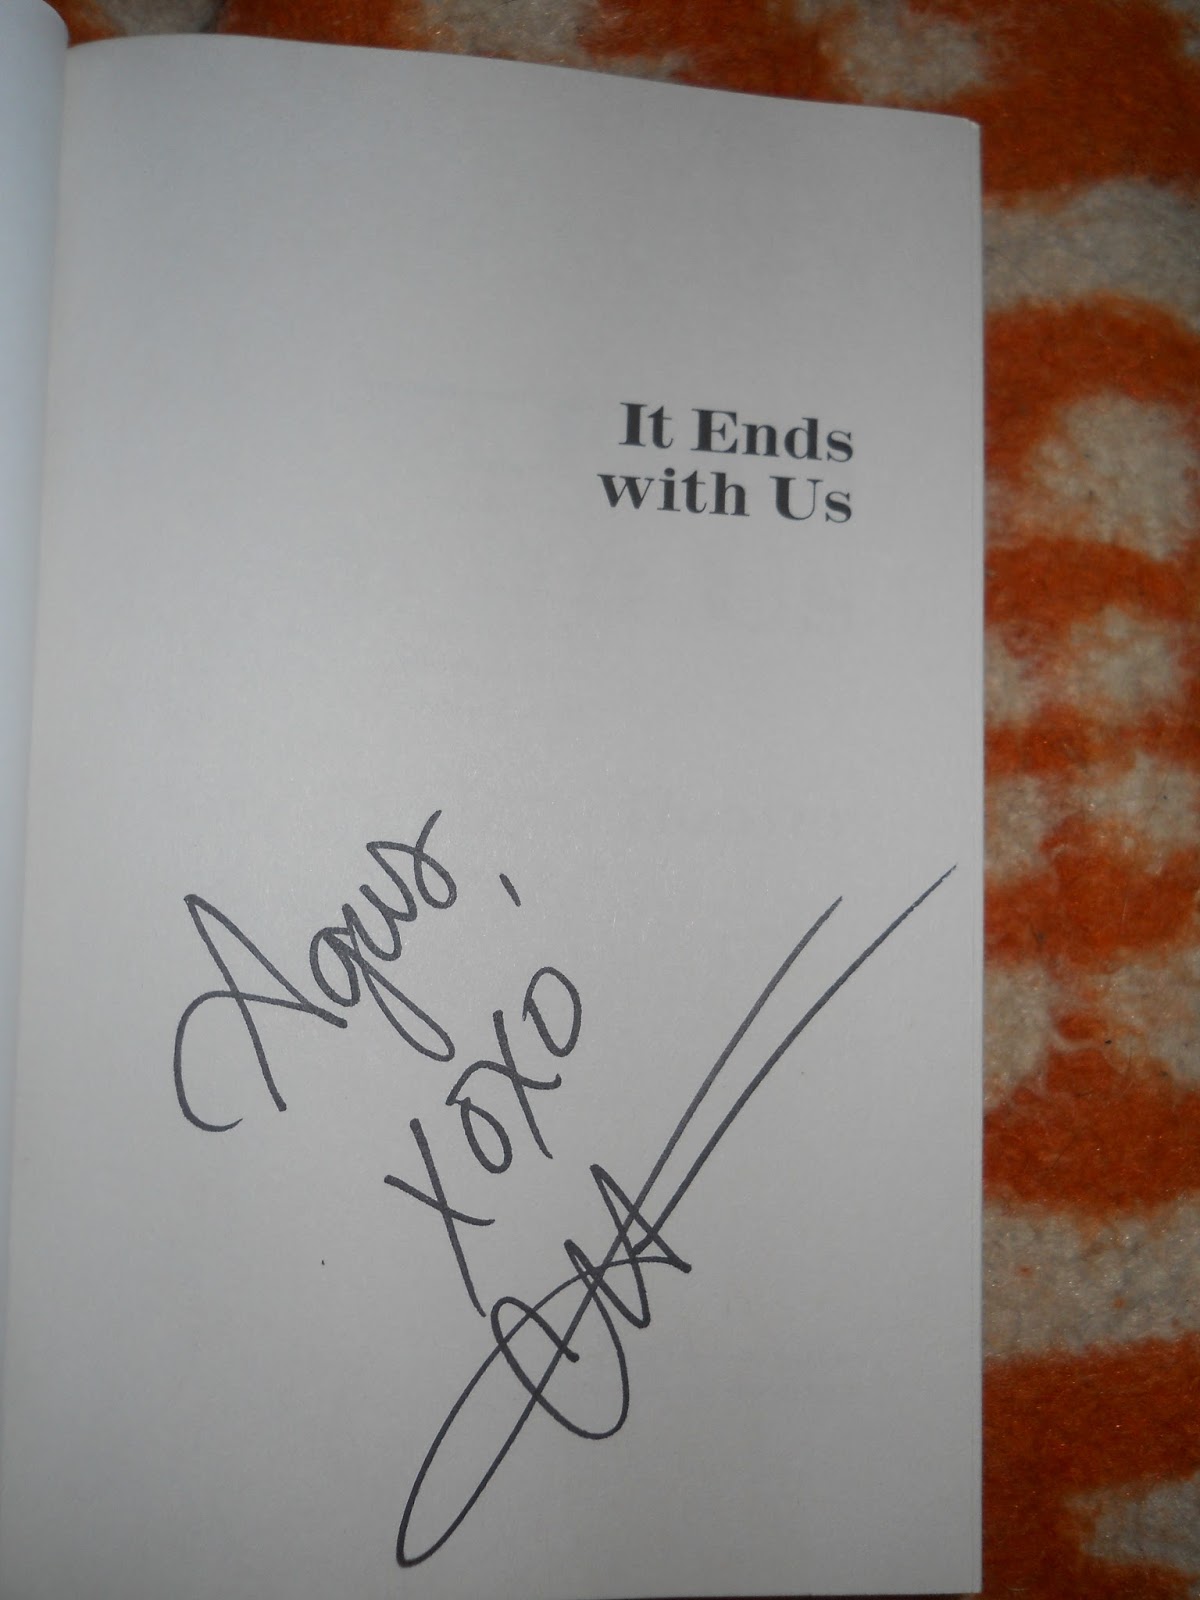 It Ends
with Us
Agus,
XOXO